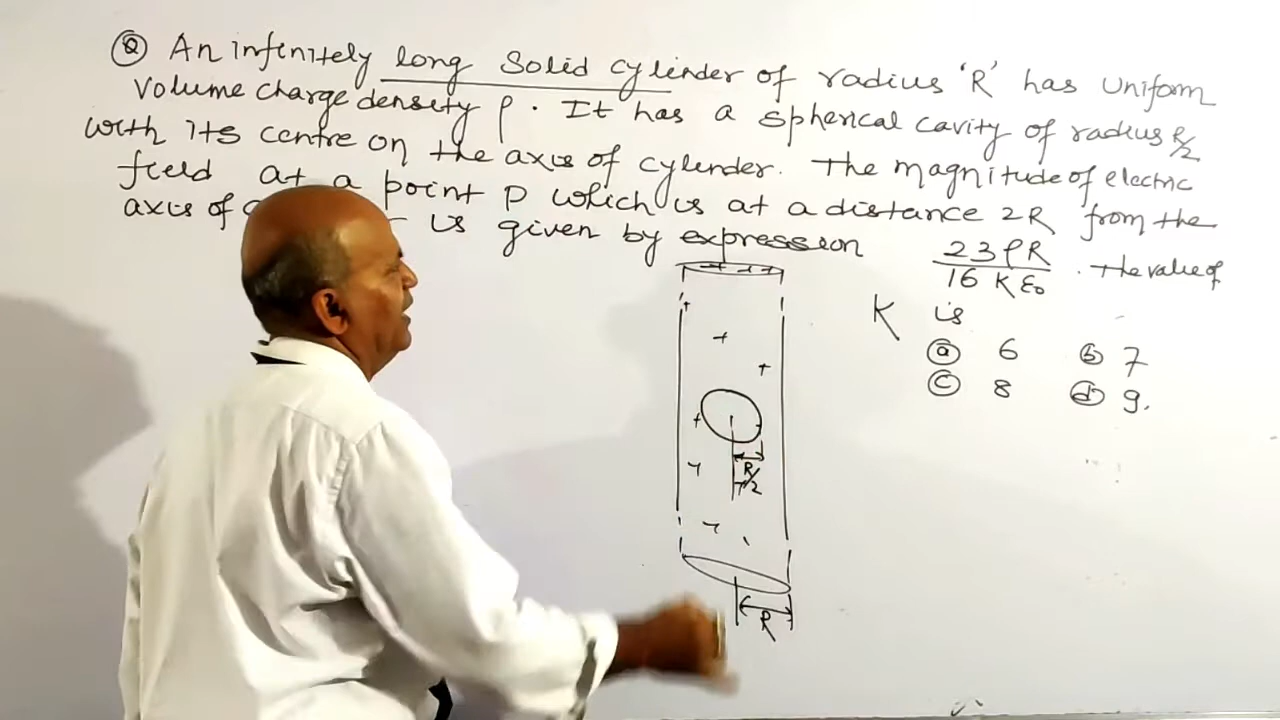 Q An infinitely long solid cylinder of radius 'R' has uniform
volume charge density ρ. It has a spherical cavity of radius R/2
with its centre on the axis of cylinder. The magnitude of electric
field at a point P which is at a distance 2R from the
axis of is given by expression 23ρR / 16Kε₀ . The value of
K is
ⓐ 6 ⓑ 7
ⓒ 8 ⓓ 9.
R/2
R